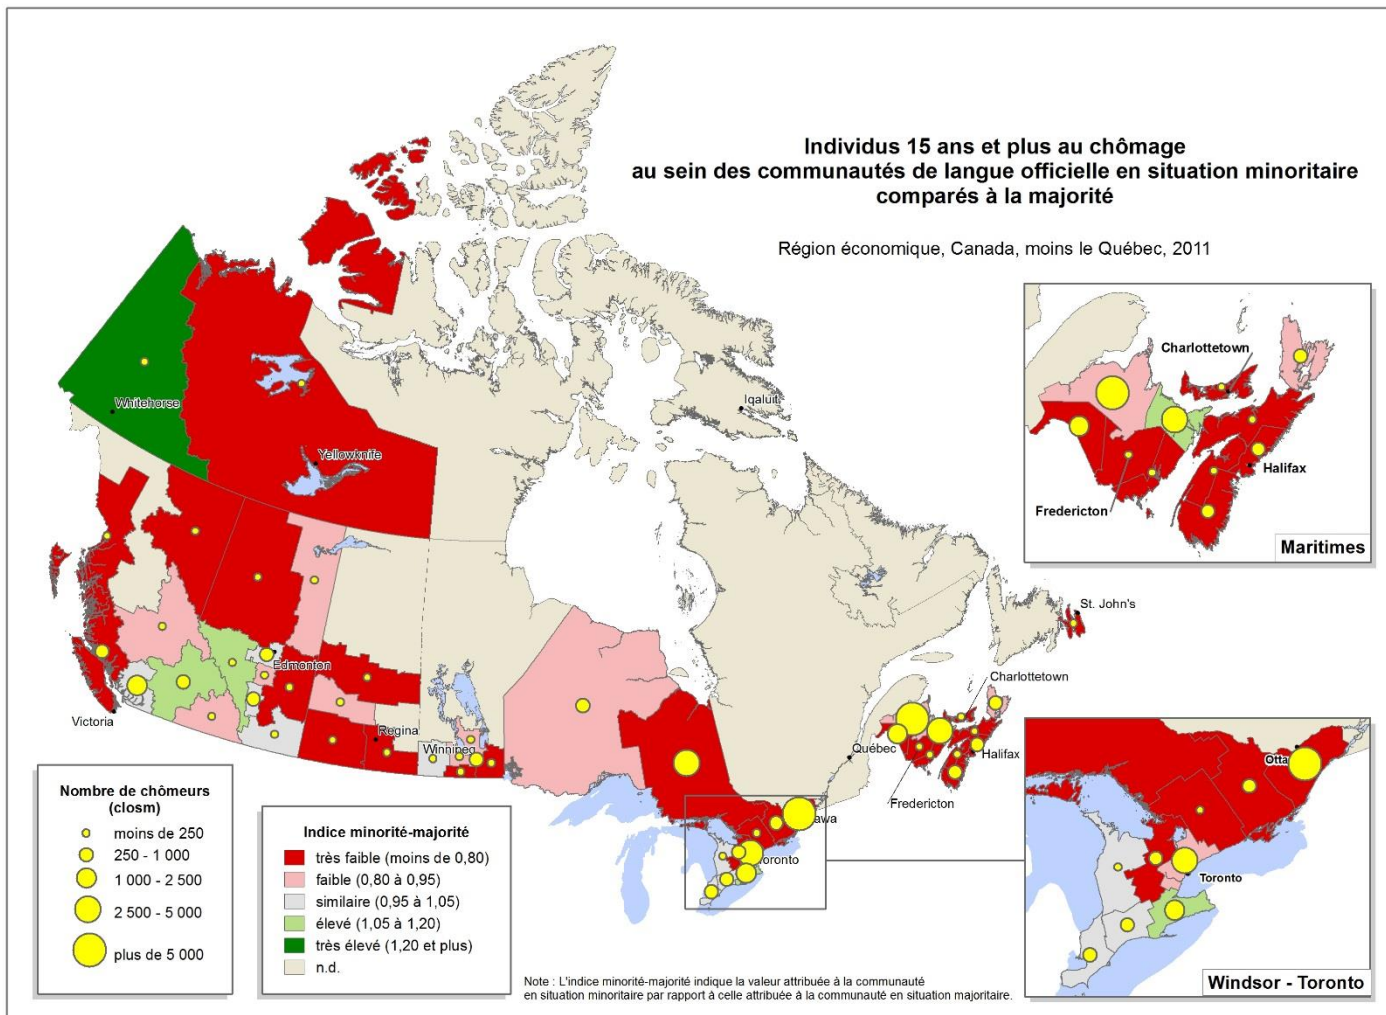 Individus 15 ans et plus au chômage
au sein des communautés de langue officielle en situation minoritaire
comparés à la majorité
Région économique, Canada, moins le Québec, 2011
Whitehorse
Yellowknife
Iqaluit
Edmonton
Victoria
Regina
Winnipeg
Québec
St. John's
Charlottetown
Halifax
Fredericton
awa
oronto
Charlottetown
Halifax
Fredericton
Maritimes
Otta
Toronto
Windsor - Toronto
Nombre de chômeurs
(closm)
moins de 250
250 - 1 000
1 000 - 2 500
2 500 - 5 000
plus de 5 000
Indice minorité-majorité
très faible (moins de 0,80)
faible (0,80 à 0,95)
similaire (0,95 à 1,05)
élevé (1,05 à 1,20)
très élevé (1,20 et plus)
n.d.
Note : L'indice minorité-majorité indique la valeur attribuée à la communauté
en situation minoritaire par rapport à celle attribuée à la communauté en situation majoritaire.